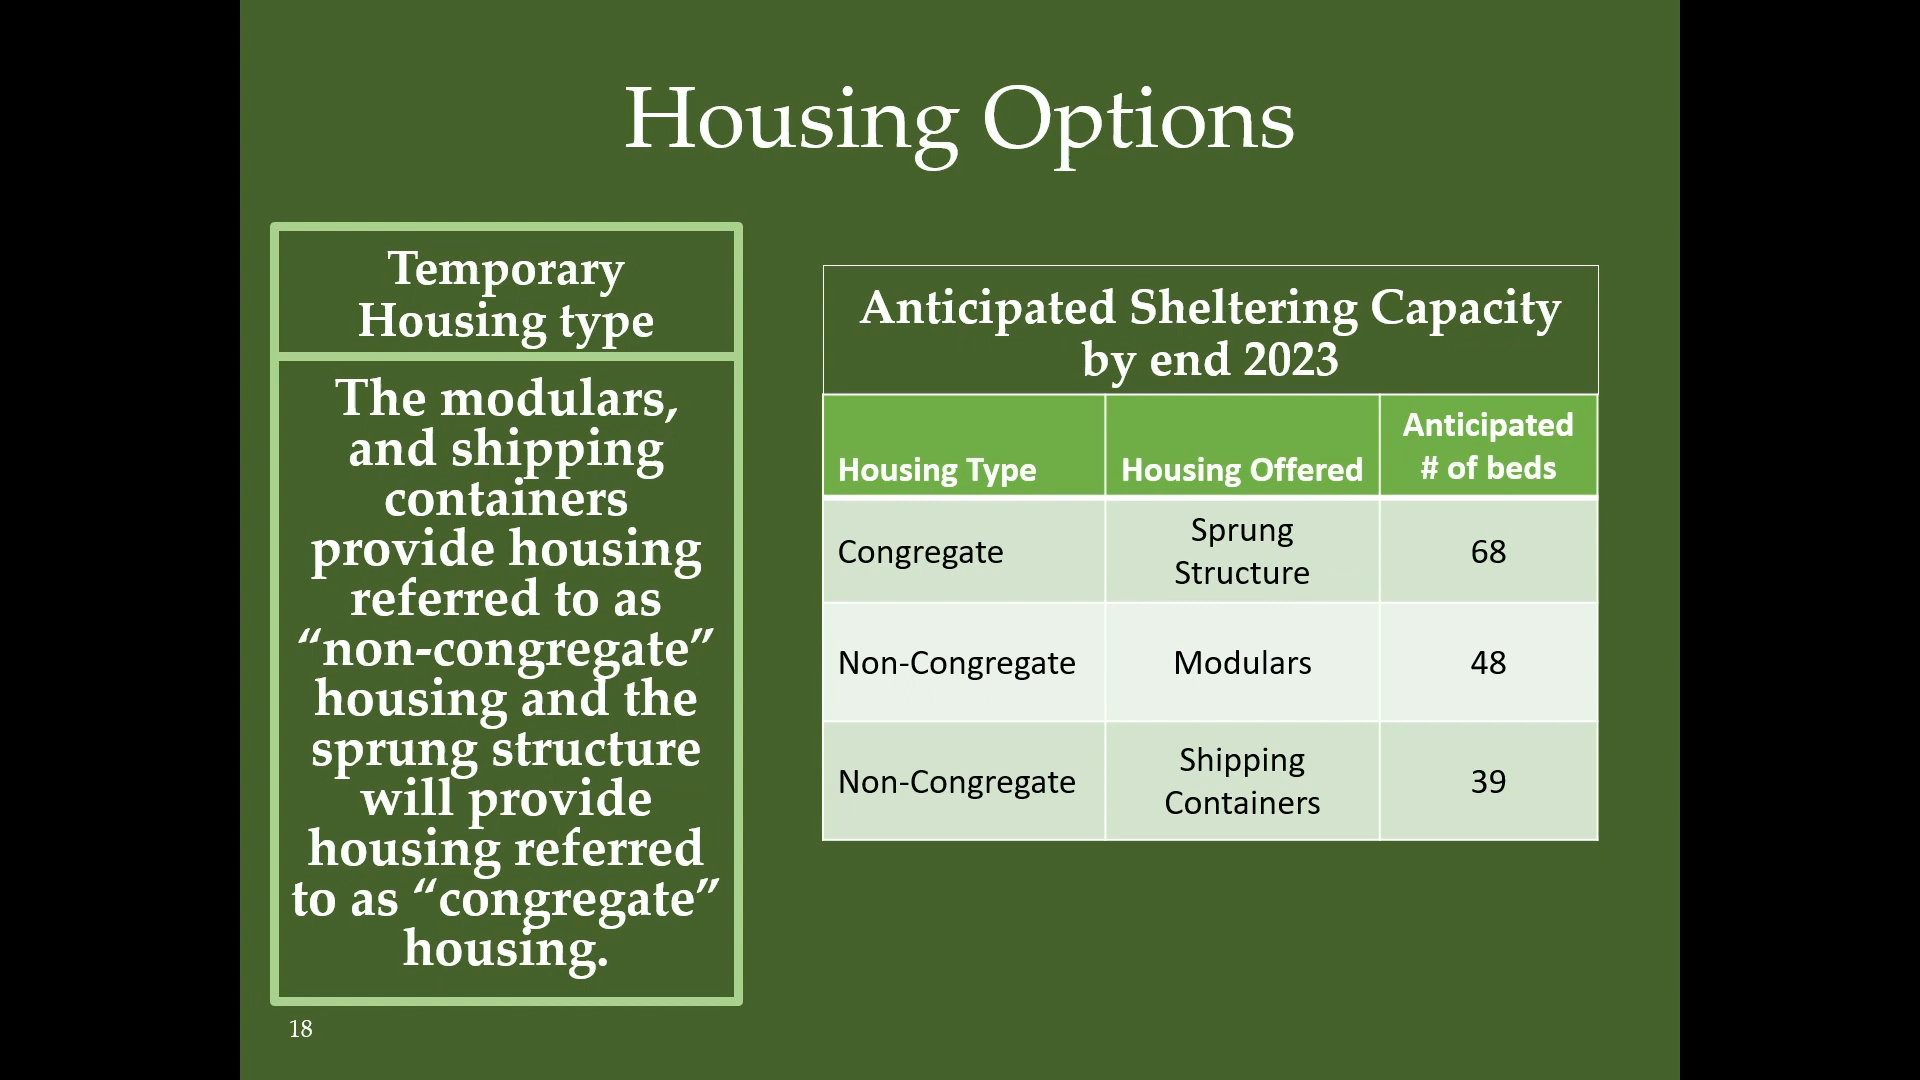 Housing Options
Temporary
Housing type
The modulars,
and shipping
containers
provide housing
referred to as
“non-congregate”
housing and the
sprung structure
will provide
housing referred
to as “congregate”
housing.
Anticipated Sheltering Capacity
by end 2023
Housing Type Housing Offered Anticipated
# of beds
Congregate Sprung
Structure 68
Non-Congregate Modulars 48
Non-Congregate Shipping
Containers 39
18